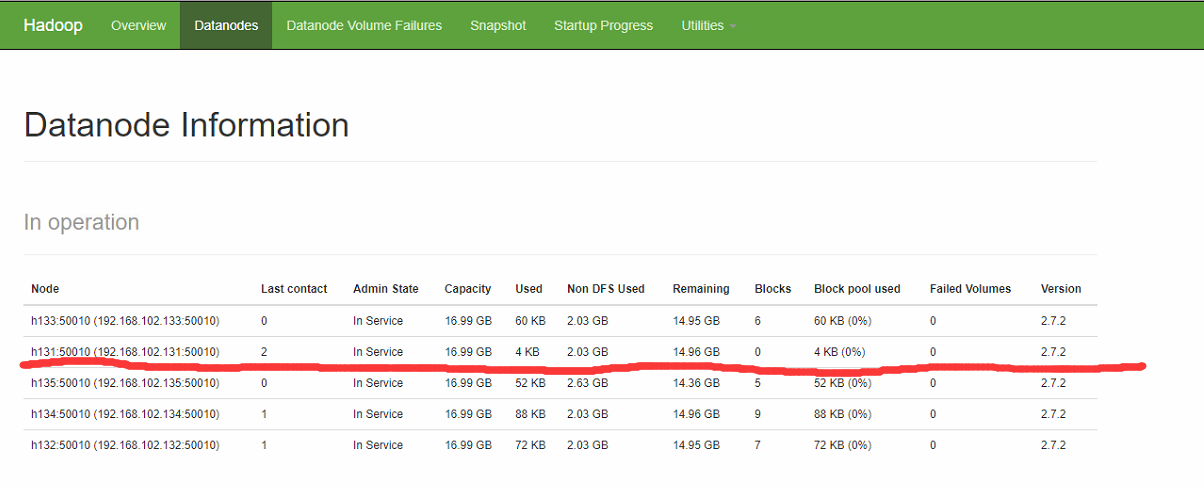 Hadoop Overview Datanodes Datanode Volume Failures Snapshot Startup Progress Utilities
Datanode Information
In operation
Node Last contact Admin State Capacity Used Non DFS Used Remaining Blocks Block pool used Failed Volumes Version
h133:50010 (192.168.102.133:50010) 0 In Service 16.99 GB 60 KB 2.03 GB 14.95 GB 6 60 KB (0%) 0 2.7.2
h131:50010 (192.168.102.131:50010) 2 In Service 16.99 GB 4 KB 2.03 GB 14.96 GB 0 4 KB (0%) 0 2.7.2
h135:50010 (192.168.102.135:50010) 0 In Service 16.99 GB 52 KB 2.63 GB 14.36 GB 5 52 KB (0%) 0 2.7.2
h134:50010 (192.168.102.134:50010) 1 In Service 16.99 GB 88 KB 2.03 GB 14.96 GB 9 88 KB (0%) 0 2.7.2
h132:50010 (192.168.102.132:50010) 1 In Service 16.99 GB 72 KB 2.03 GB 14.95 GB 7 72 KB (0%) 0 2.7.2